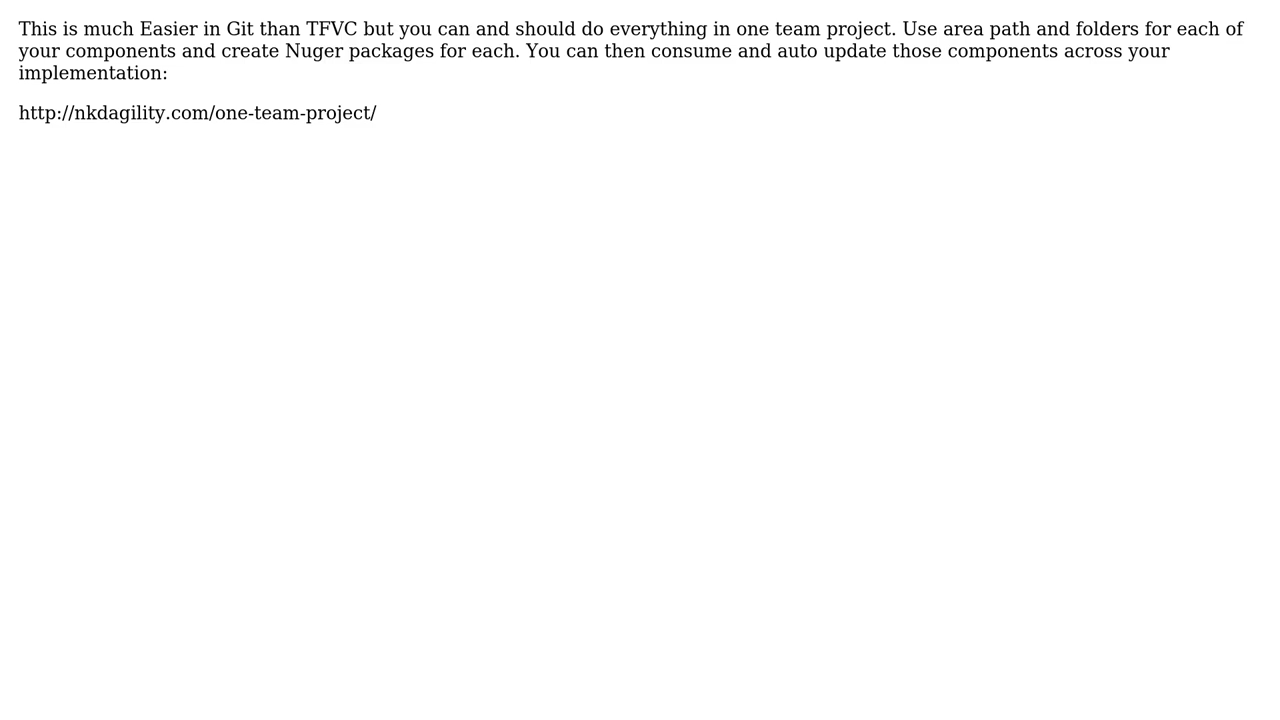 This is much Easier in Git than TFVC but you can and should do everything in one team project. Use area path and folders for each of
your components and create Nuger packages for each. You can then consume and auto update those components across your
implementation:
http://nkdagility.com/one-team-project/